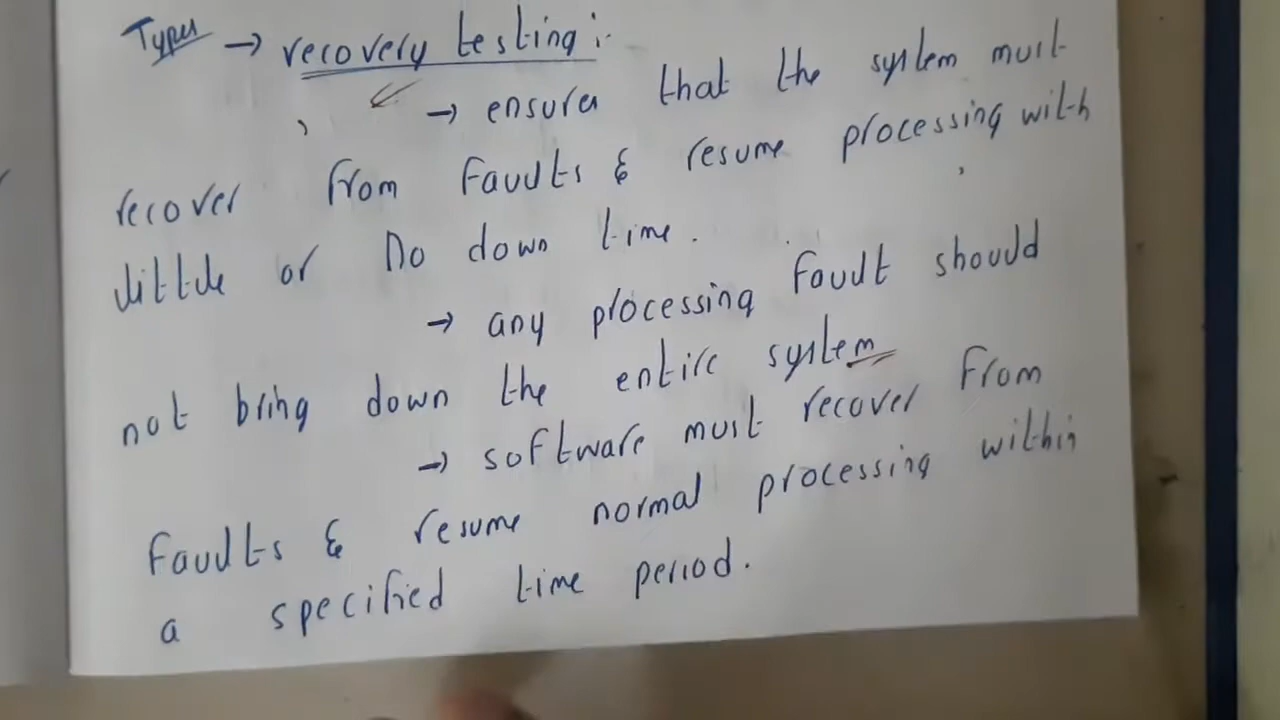 Types → recovery testing :-
→ ensures that the system must
recover from faults & resume processing with
little or no down time.
→ any processing fault should
not bring down the entire system
→ software must recover from
faults & resume normal processing within
a specified time period.